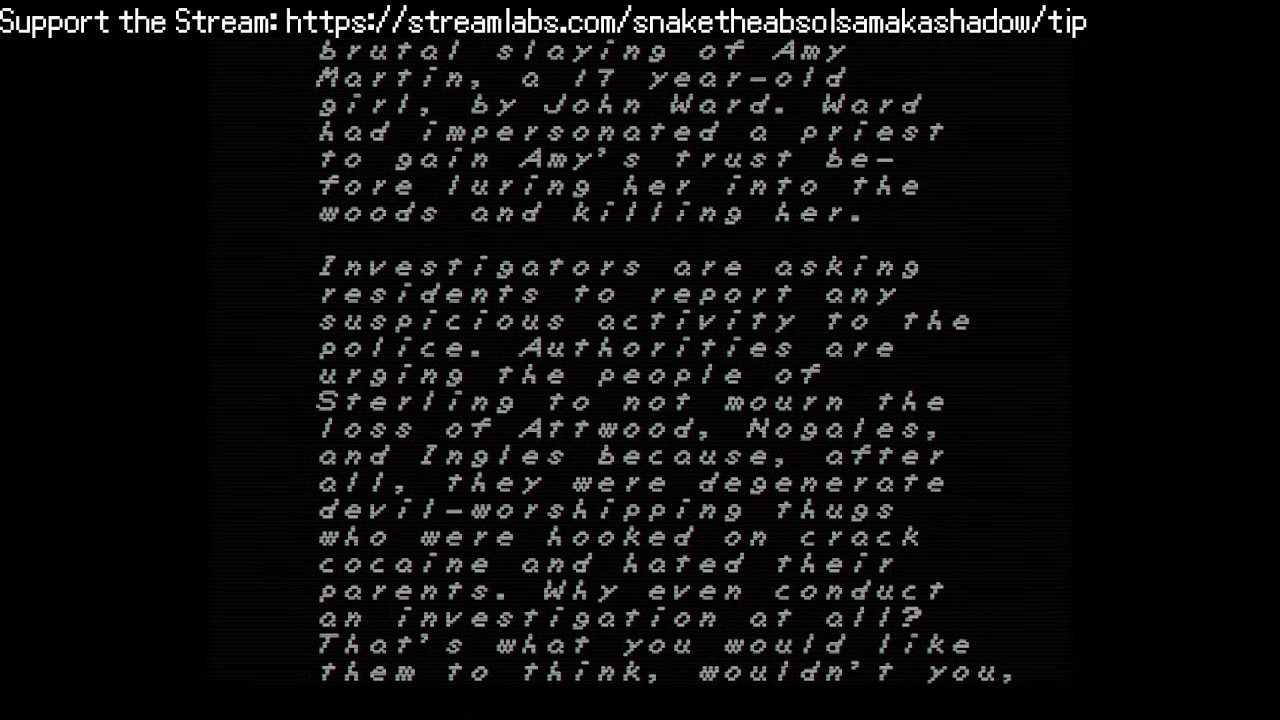 Support the Stream: https://streamlabs.com/snaketheabsolsamakashadow/tip
brutal slaying of Amy
Martin, a 17 year-old
girl, by John Ward. Ward
had impersonated a priest
to gain Amy's trust be-
fore luring her into the
woods and killing her.
Investigators are asking
residents to report any
suspicious activity to the
police. Authorities are
urging the people of
Sterling to not mourn the
loss of Attwood, Nogales,
and Ingles because, after
all, they were degenerate
devil-worshipping thugs
who were hooked on crack
cocaine and hated their
parents. Why even conduct
an investigation at all?
That's what you would like
them to think, wouldn't you,